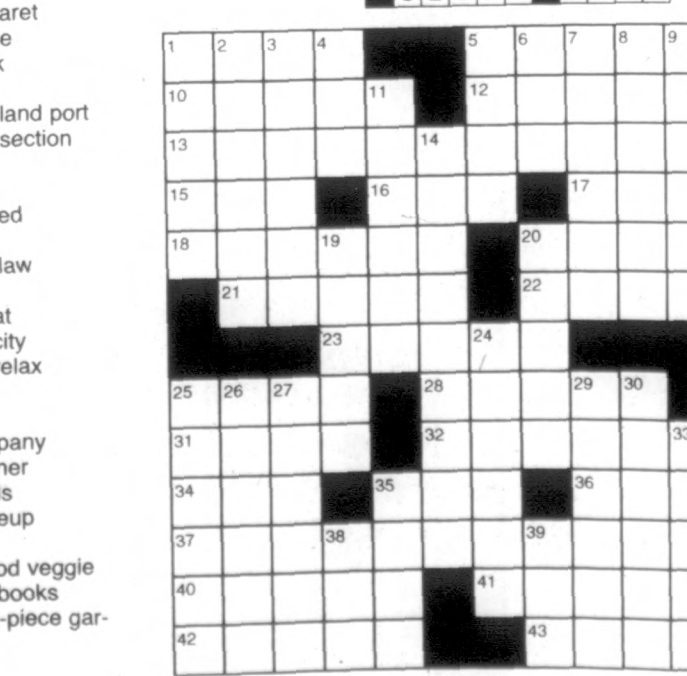 aret
e
k
land port
section
ed
law
at
city
elax
pany
ner
s
eup
od veggie
books
-piece gar-
1 2 3 4 5 6 7 8 9
10 11 12
13 14
15 16 17
18 19 20
21 22
23 24
25 26 27 28 29 30
31 32 33
34 35 36
37 38 39
40 41
42 43